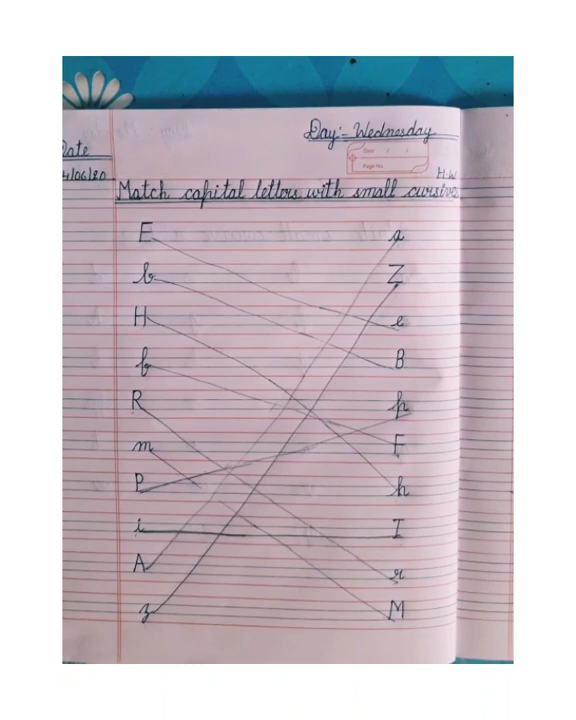 Day:- Wednesday
Date
Date / /
Page No.
4/06/20
H.W
Match capital letters with small cursive
E a
b Z
H e
f B
R p
m F
P h
i I
A r
z M